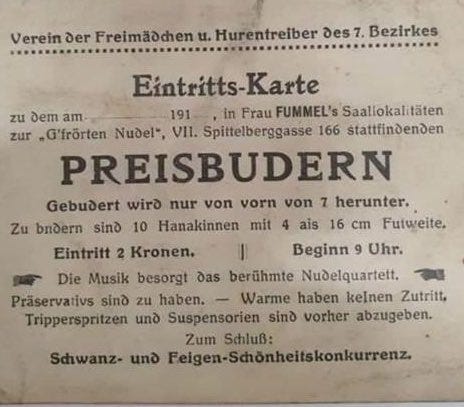 Verein der Freimädchen u. Hurentreiber des 7. Bezirkes
Eintritts-Karte
zu dem am 191 , in Frau FUMMEL's Saallokalitäten
zur „G'frörten Nudel“, VII. Spittelberggasse 166 stattfindenden
PREISBUDERN
Gebudert wird nur von vorn von 7 herunter.
Zu bndern sind 10 Hanakinnen mit 4 ais 16 cm Futweite.
Eintritt 2 Kronen. || Beginn 9 Uhr.
Die Musik besorgt das berühmte Nudelquartett.
Präservativs sind zu haben. — Warme haben keInen Zutritt,
Tripperspritzen und Suspensorien sind vorher abzugeben.
Zum Schluß:
Schwanz- und Feigen-Schönheitskonkurrenz.